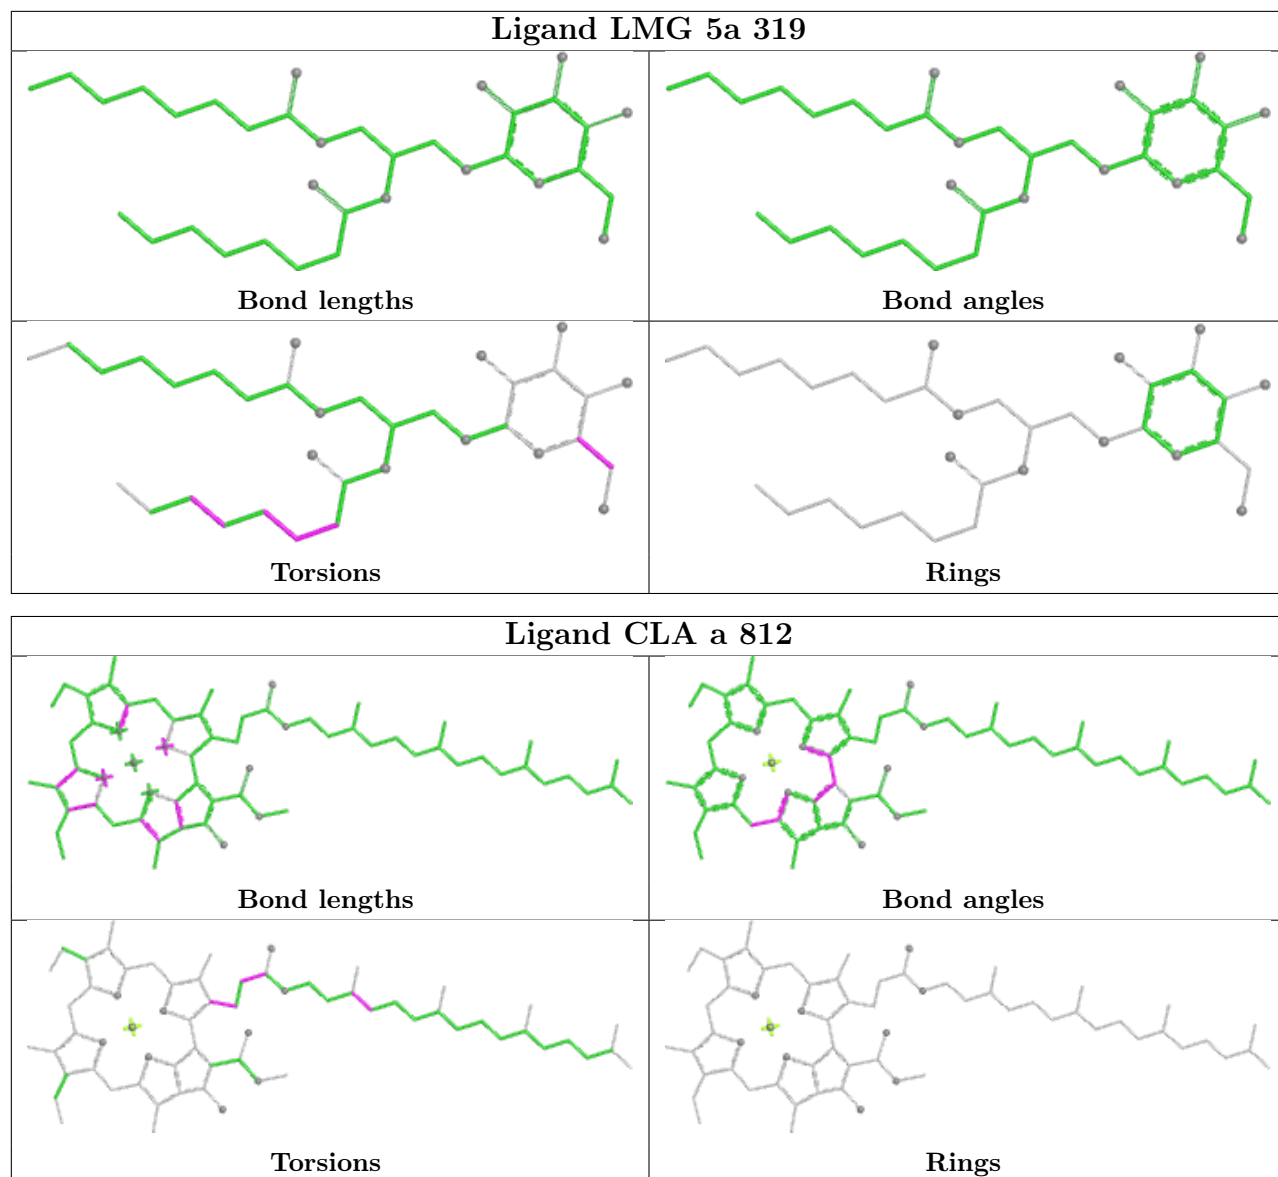 Ligand LMG 5a 319
Bond lengths
Bond angles
Torsions
Rings
Ligand CLA a 812
Bond lengths
Bond angles
Torsions
Rings